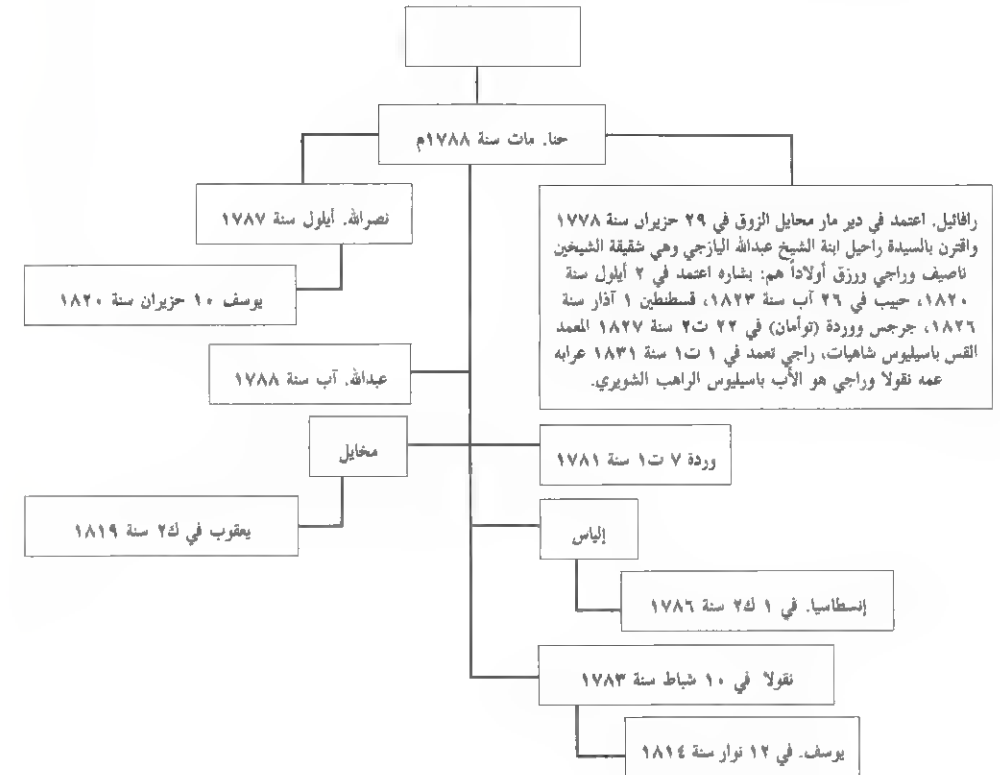 حنا. مات سنة ١٧٨٨م
نصرالله. أيلول سنة ١٧٨٧
رافائيل. اعتمد في دير مار محايل الزوق في ٢٩ حزيران سنة ١٧٧٨
واقترن بالسيدة راحيل ابنة الشيخ عبدالله اليازجي وهي شقيقة الشيخين
ناصيف وراجي ورزق أولاداً هم: بشاره اعتمد في ٢ أيلول سنة
١٨٢٠، حبيب في ٢٦ آب سنة ١٨٢٣، قسطنطين ١ آذار سنة
١٨٢٦، جرجس ووردة (توأمان) في ٢٢ ت٢ سنة ١٨٢٧ المعمد
القس باسيليوس شاهيات، راجي تعمد في ١ ت١ سنة ١٨٣١ عرابه
عمه نقولا وراجي هو الأب باسيليوس الراهب الشويري.
يوسف ١٠ حزيران سنة ١٨٢٠
عبدالله. آب سنة ١٧٨٨
مخايل
وردة ٧ ت١ سنة ١٧٨١
يعقوب في ك٢ سنة ١٨١٩
إلياس
إنسطاسيا. في ١ ك٢ سنة ١٧٨٦
نقولا في ١٠ شباط سنة ١٧٨٣
يوسف. في ١٢ نوار سنة ١٨١٤